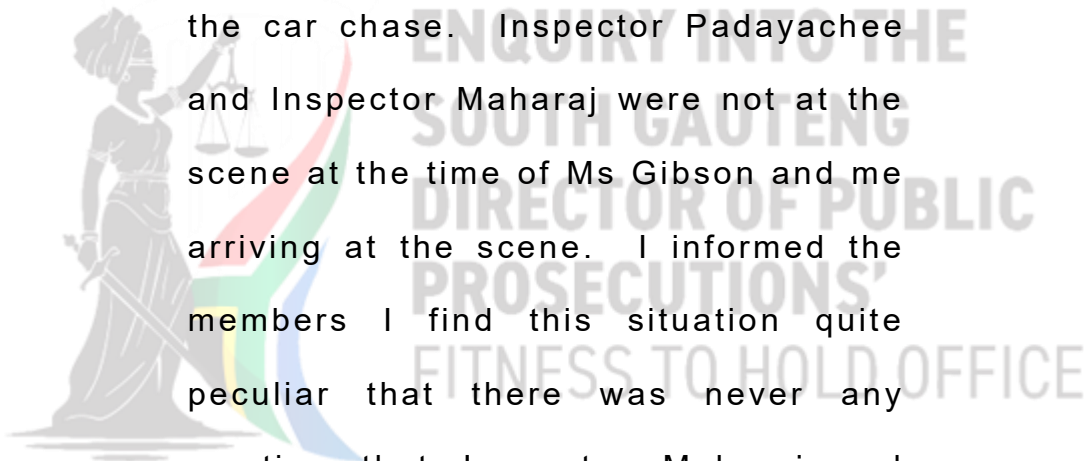 the car chase. Inspector Padayachee
and Inspector Maharaj were not at the
scene at the time of Ms Gibson and me
arriving at the scene. I informed the
members I find this situation quite
peculiar that there was never any
ENQUIRY INTO THE
SOUTH GAUTENG
DIRECTOR OF PUBLIC
PROSECUTIONS'
FITNESS TO HOLD OFFICE